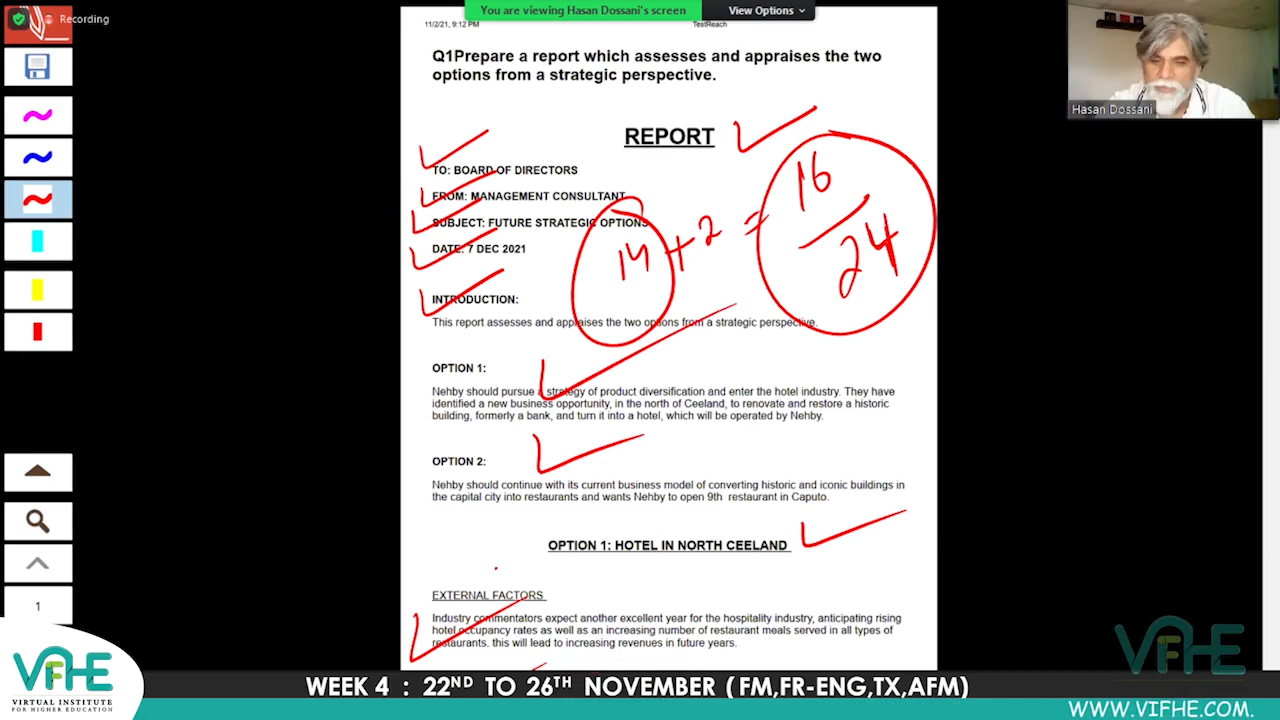 Recording
You are viewing Hasan Dossani's screen
View Options
11/2/21, 9:12 PM
TestReach
Q1Prepare a report which assesses and appraises the two
options from a strategic perspective.
Hasan Dossani
REPORT
TO: BOARD OF DIRECTORS
FROM: MANAGEMENT CONSULTANT
SUBJECT: FUTURE STRATEGIC OPTIONS
DATE: 7 DEC 2021
14 + 2 = 16/24
INTRODUCTION:
This report assesses and appraises the two options from a strategic perspective.
OPTION 1:
Nehby should pursue a strategy of product diversification and enter the hotel industry. They have
identified a new business opportunity, in the north of Ceeland, to renovate and restore a historic
building, formerly a bank, and turn it into a hotel, which will be operated by Nehby.
OPTION 2:
Nehby should continue with its current business model of converting historic and iconic buildings in
the capital city into restaurants and wants Nehby to open 9th restaurant in Caputo.
OPTION 1: HOTEL IN NORTH CEELAND
EXTERNAL FACTORS
Industry commentators expect another excellent year for the hospitality industry, anticipating rising
hotel occupancy rates as well as an increasing number of restaurant meals served in all types of
restaurants. this will lead to increasing revenues in future years.
1
VIFHE
VIFHE
VIRTUAL INSTITUTE
FOR HIGHER EDUCATION
WEEK 4 : 22ND TO 26TH NOVEMBER (FM,FR-ENG,TX,AFM)
WWW.VIFHE.COM.